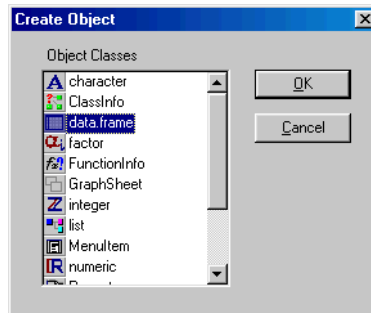 Create Object
Object Classes
character
ClassInfo
data.frame
factor
FunctionInfo
GraphSheet
integer
list
MenuItem
numeric
OK
Cancel